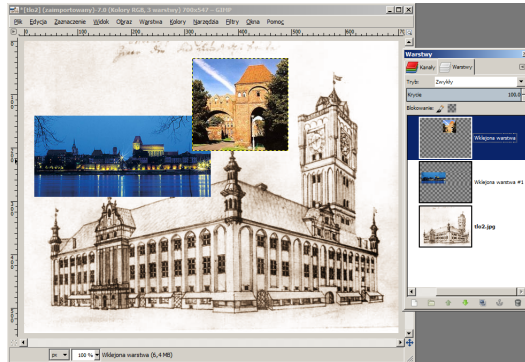 *[tło2] (zaimportowany)-7.0 (Kolory RGB, 3 warstwy) 700x547 – GIMP
Plik Edycja Zaznaczenie Widok Obraz Warstwa Kolory Narzędzia Filtry Okna Pomoc
px 100 % Wklejona warstwa (6,4 MB)
Warstwy
Kanały Warstwy
Tryb: Zwykły
Krycie 100,0
Blokowanie:
Wklejona warstwa
Wklejona warstwa #1
tło2.jpg